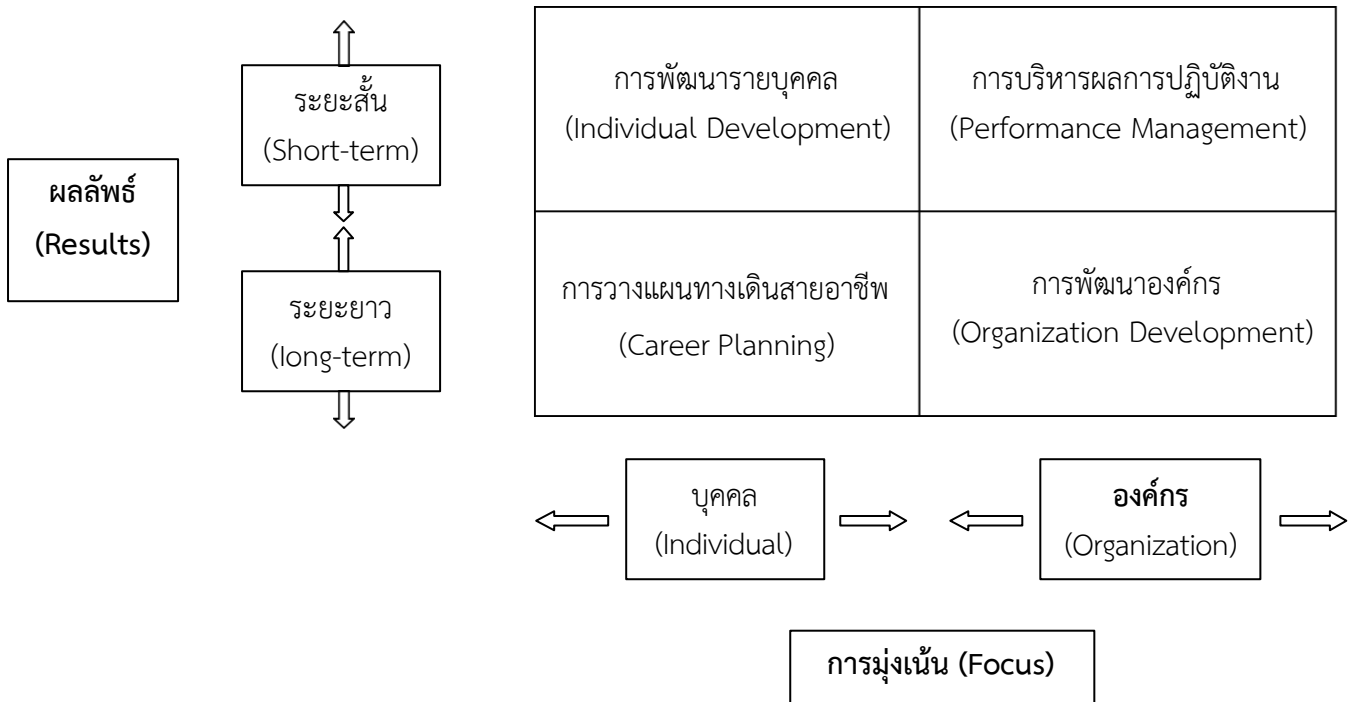 ผลลัพธ์
(Results)
ระยะสั้น
(Short-term)
ระยะยาว
(long-term)
การพัฒนารายบุคคล
(Individual Development)
การบริหารผลการปฏิบัติงาน
(Performance Management)
การวางแผนทางเดินสายอาชีพ
(Career Planning)
การพัฒนาองค์กร
(Organization Development)
บุคคล
(Individual)
องค์กร
(Organization)
การมุ่งเน้น (Focus)